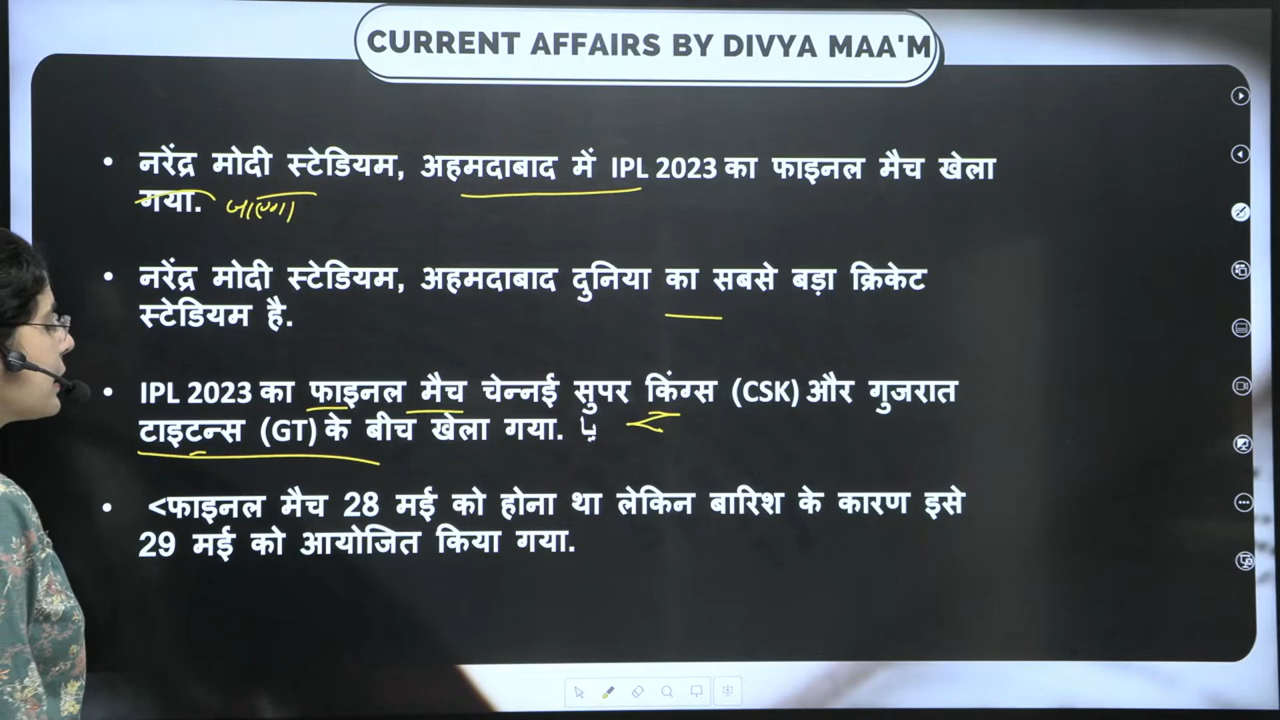 CURRENT AFFAIRS BY DIVYA MAA'M
• नरेंद्र मोदी स्टेडियम, अहमदाबाद में IPL 2023 का फाइनल मैच खेला
गया. जाएगा
• नरेंद्र मोदी स्टेडियम, अहमदाबाद दुनिया का सबसे बड़ा क्रिकेट
स्टेडियम है.
• IPL 2023 का फाइनल मैच चेन्नई सुपर किंग्स (CSK) और गुजरात
टाइटन्स (GT) के बीच खेला गया.
• <फाइनल मैच 28 मई को होना था लेकिन बारिश के कारण इसे
29 मई को आयोजित किया गया.